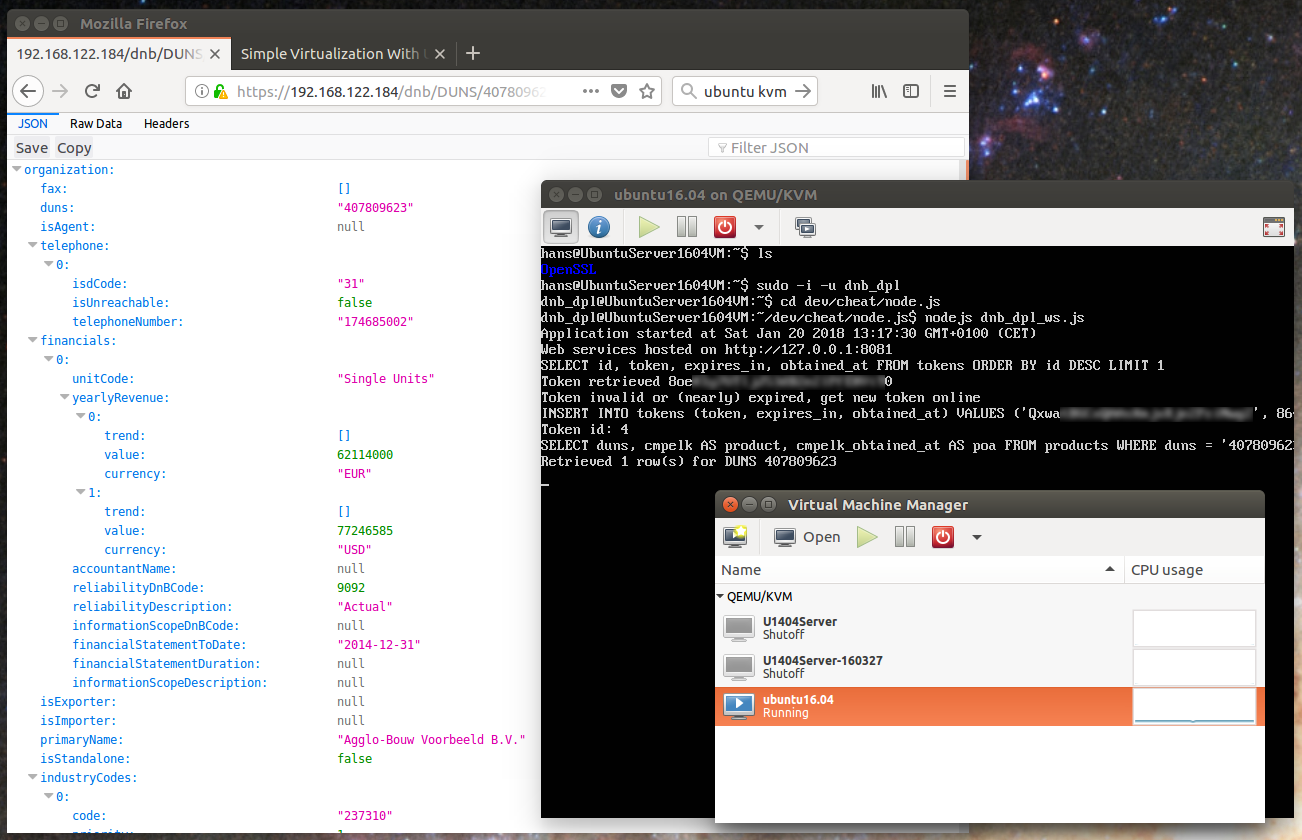 Mozilla Firefox
192.168.122.184/dnb/DUNS
Simple Virtualization With
https://192.168.122.184/dnb/DUNS/40780962
ubuntu kvm
JSON Raw Data Headers
Save Copy
Filter JSON
organization:
fax: []
duns: "407809623"
isAgent: null
telephone:
0:
isdCode: "31"
isUnreachable: false
telephoneNumber: "174685002"
financials:
0:
unitCode: "Single Units"
yearlyRevenue:
0:
trend: []
value: 62114000
currency: "EUR"
1:
trend: []
value: 77246585
currency: "USD"
accountantName: null
reliabilityDnBCode: 9092
reliabilityDescription: "Actual"
informationScopeDnBCode: null
financialStatementToDate: "2014-12-31"
financialStatementDuration: null
informationScopeDescription: null
isExporter: null
isImporter: null
primaryName: "Agglo-Bouw Voorbeeld B.V."
isStandalone: false
industryCodes:
0:
code: "237310"
priority: 1
ubuntu16.04 on QEMU/KVM
hans@UbuntuServer1604VM:~$ ls
OpenSSL
hans@UbuntuServer1604VM:~$ sudo -i -u dnb_dpl
dnb_dpl@UbuntuServer1604VM:~$ cd dev/cheat/node.js
dnb_dpl@UbuntuServer1604VM:~/dev/cheat/node.js$ nodejs dnb_dpl_ws.js
Application started at Sat Jan 20 2018 13:17:30 GMT+0100 (CET)
Web services hosted on http://127.0.0.1:8081
SELECT id, token, expires_in, obtained_at FROM tokens ORDER BY id DESC LIMIT 1
Token retrieved 8oe 0
Token invalid or (nearly) expired, get new token online
INSERT INTO tokens (token, expires_in, obtained_at) VALUES ('Qxwa ', 86
Token id: 4
SELECT duns, cmpelk AS product, cmpelk_obtained_at AS poa FROM products WHERE duns = '40780962
Retrieved 1 row(s) for DUNS 407809623
Virtual Machine Manager
Open
Name CPU usage
QEMU/KVM
U1404Server
Shutoff
U1404Server-160327
Shutoff
ubuntu16.04
Running